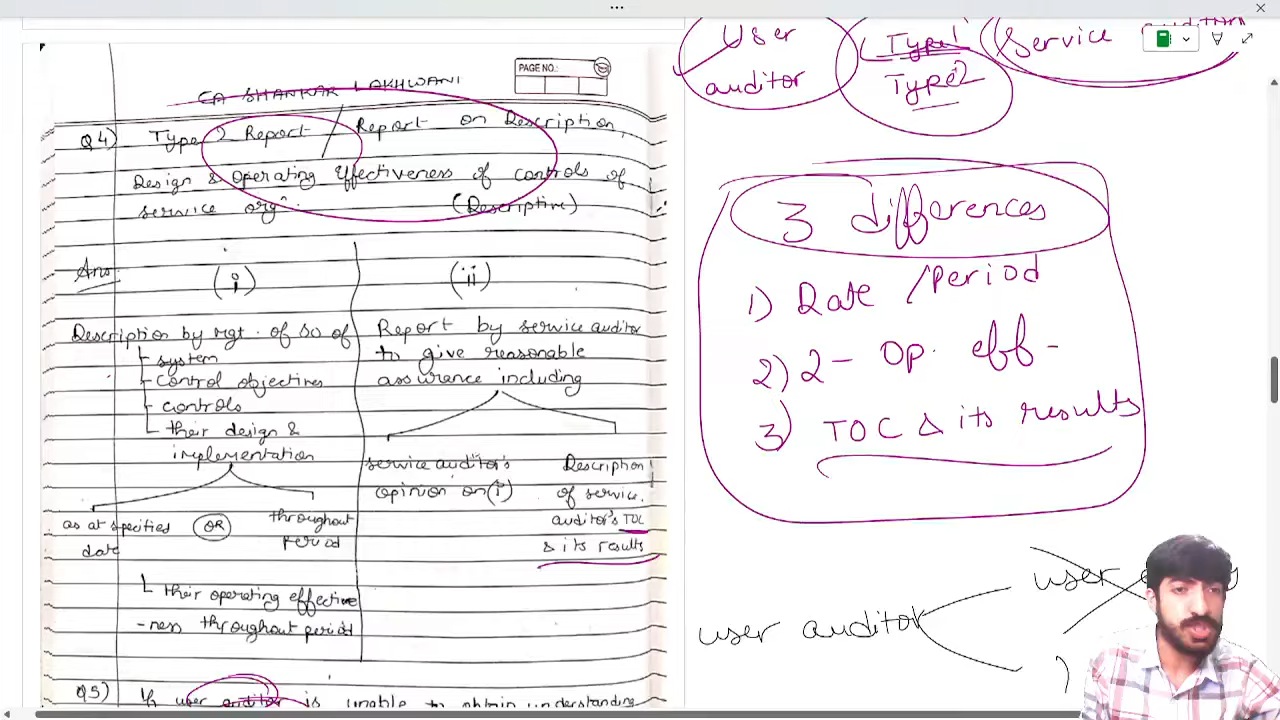 CA SHANKAR LAKHWANI
PAGE NO.:
Q4) Type 2 Report / Report on Description,
Design & Operating Effectiveness of controls of
service orgn. (Descriptive)
Ans.
(i)
Description by mgt. of SO of
system
control objectives
controls
their design &
implementation
as at specified
date
OR
throughout
period
their operating effective
-ness throughout period
(ii)
Report by service auditor
to give reasonable
assurance including
service auditor's
opinion on (i)
Description
of service
auditor's TOC
& its results
Q5) If user auditor is unable to obtain understanding
User
auditor
Type 1
Type 2
Service
3 differences
1) Date / Period
2) 2 - Op. eff -
3) TOC & its results
user auditor
user